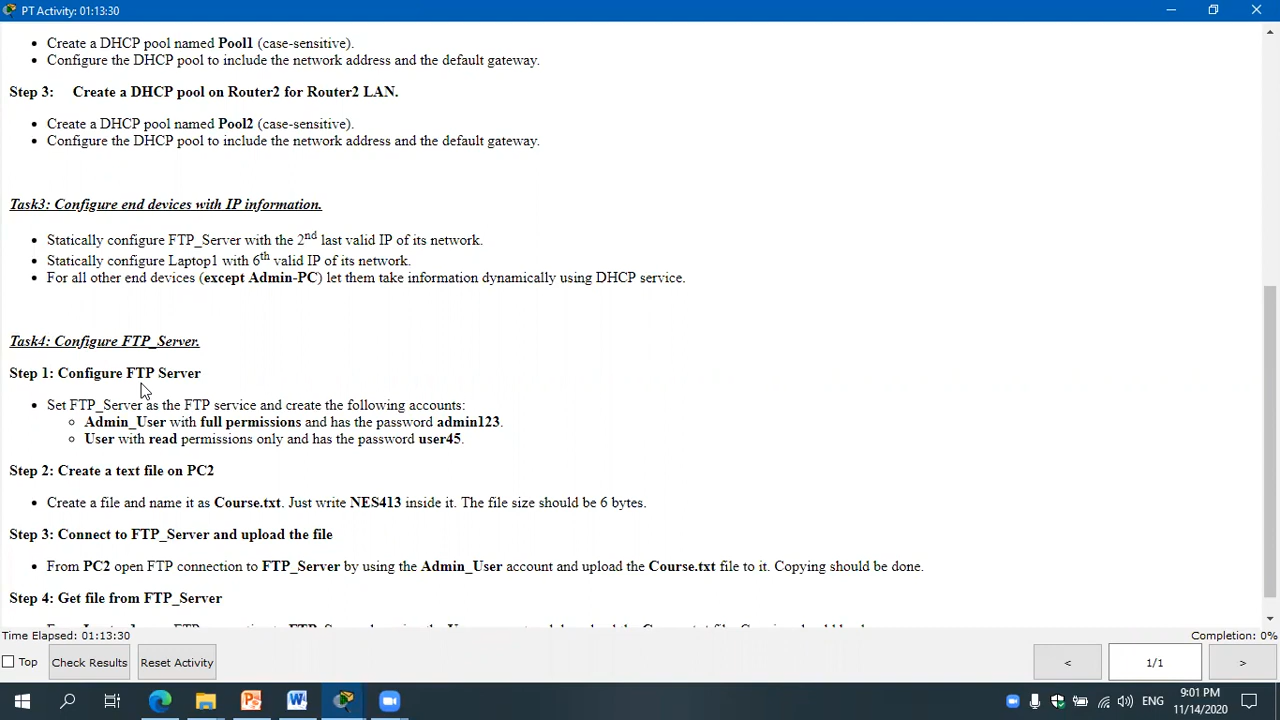 PT Activity: 01:13:30
Create a DHCP pool named Pool1 (case-sensitive).
Configure the DHCP pool to include the network address and the default gateway.
Step 3: Create a DHCP pool on Router2 for Router2 LAN.
Create a DHCP pool named Pool2 (case-sensitive).
Configure the DHCP pool to include the network address and the default gateway.
Task3: Configure end devices with IP information.
Statically configure FTP_Server with the 2nd last valid IP of its network.
Statically configure Laptop1 with 6th valid IP of its network.
For all other end devices (except Admin-PC) let them take information dynamically using DHCP service.
Task4: Configure FTP_Server.
Step 1: Configure FTP Server
Set FTP_Server as the FTP service and create the following accounts:
Admin_User with full permissions and has the password admin123.
User with read permissions only and has the password user45.
Step 2: Create a text file on PC2
Create a file and name it as Course.txt. Just write NES413 inside it. The file size should be 6 bytes.
Step 3: Connect to FTP_Server and upload the file
From PC2 open FTP connection to FTP_Server by using the Admin_User account and upload the Course.txt file to it. Copying should be done.
Step 4: Get file from FTP_Server
Time Elapsed: 01:13:30
Completion: 0%
Top
Check Results
Reset Activity
<
1/1
>
ENG
9:01 PM
11/14/2020